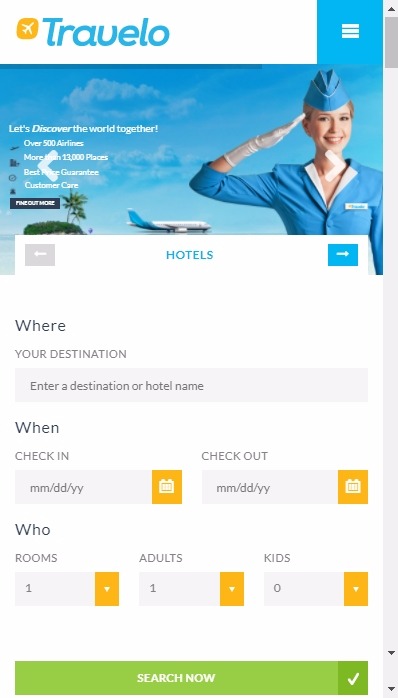 Travelo
Let's Discover the world together!
Over 500 Airlines
More than 13,000 Places
Best Price Guarantee
Customer Care
FINE OUT MORE
Travelo
HOTELS
Where
YOUR DESTINATION
Enter a destination or hotel name
When
CHECK IN CHECK OUT
mm/dd/yy mm/dd/yy
Who
ROOMS ADULTS KIDS
1 1 0
SEARCH NOW